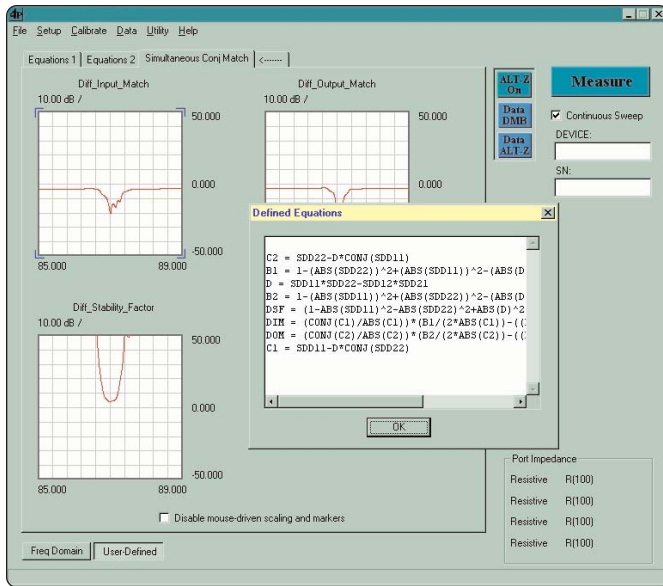 4P
File Setup Calibrate Data Utility Help
Equations 1 Equations 2 Simultaneous Conj Match <-------
Diff_Input_Match
10.00 dB /
50.000
0.000
-50.000
85.000 89.000
Diff_Output_Match
10.00 dB /
50.000
0.000
Diff_Stability_Factor
10.00 dB /
50.000
0.000
-50.000
85.000 89.000
Defined Equations
C2 = SDD22-D*CONJ(SDD11)
B1 = 1-(ABS(SDD22))^2+(ABS(SDD11))^2-(ABS(D
D = SDD11*SDD22-SDD12*SDD21
B2 = 1-(ABS(SDD11))^2+(ABS(SDD22))^2-(ABS(D
DSF = (1-ABS(SDD11)^2-ABS(SDD22)^2+ABS(D)^2
DIM = (CONJ(C1)/ABS(C1))*(B1/(2*ABS(C1))-((
DOM = (CONJ(C2)/ABS(C2))*(B2/(2*ABS(C2))-((
C1 = SDD11-D*CONJ(SDD22)
OK
ALT-Z On
Data DMB
Data ALT-Z
Measure
Continuous Sweep
DEVICE:
SN:
Port Impedance
Resistive R(100)
Resistive R(100)
Resistive R(100)
Resistive R(100)
Disable mouse-driven scaling and markers
Freq Domain User-Defined